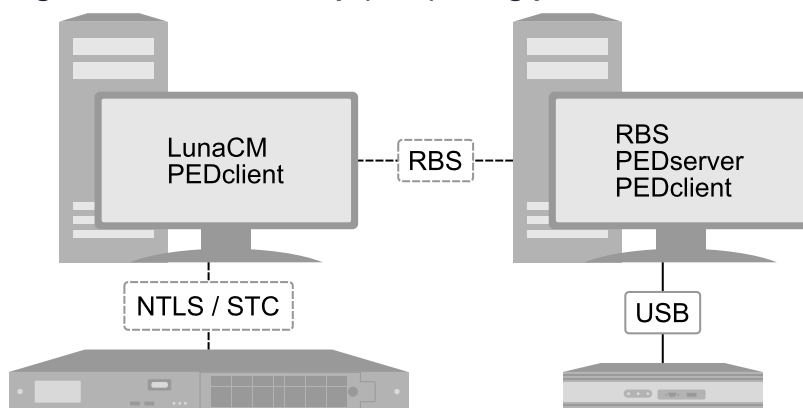 LunaCM
PEDclient
RBS
RBS
PEDserver
PEDclient
NTLS / STC
USB